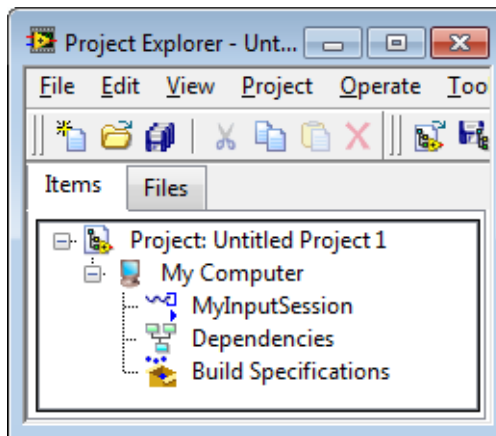 Project Explorer - Unt...
File Edit View Project Operate Too
Items Files
Project: Untitled Project 1
My Computer
MyInputSession
Dependencies
Build Specifications